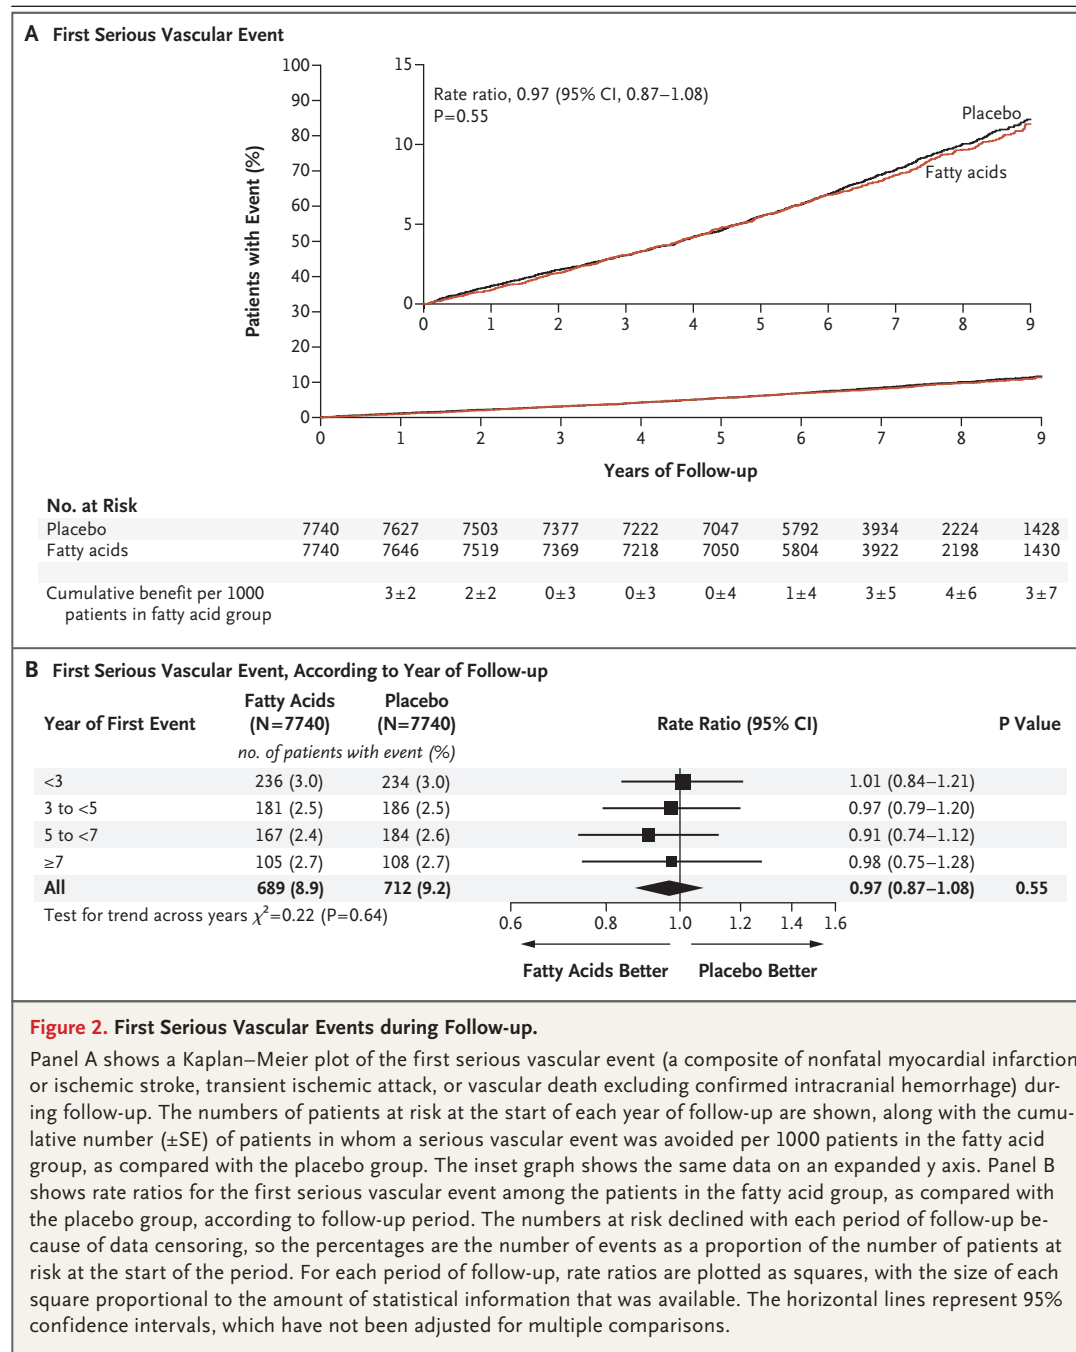 A First Serious Vascular Event
Patients with Event (%)
100
90
80
70
60
50
40
30
20
10
0
0 1 2 3 4 5 6 7 8 9
15
10
5
0
0 1 2 3 4 5 6 7 8 9
Rate ratio, 0.97 (95% CI, 0.87–1.08)
P=0.55
Placebo
Fatty acids
Years of Follow-up
No. at Risk
Placebo 7740 7627 7503 7377 7222 7047 5792 3934 2224 1428
Fatty acids 7740 7646 7519 7369 7218 7050 5804 3922 2198 1430
Cumulative benefit per 1000 3±2 2±2 0±3 0±3 0±4 1±4 3±5 4±6 3±7
patients in fatty acid group
B First Serious Vascular Event, According to Year of Follow-up
Year of First Event Fatty Acids (N=7740) Placebo (N=7740) Rate Ratio (95% CI) P Value
no. of patients with event (%)
<3 236 (3.0) 234 (3.0) 1.01 (0.84–1.21)
3 to <5 181 (2.5) 186 (2.5) 0.97 (0.79–1.20)
5 to <7 167 (2.4) 184 (2.6) 0.91 (0.74–1.12)
≥7 105 (2.7) 108 (2.7) 0.98 (0.75–1.28)
All 689 (8.9) 712 (9.2) 0.97 (0.87–1.08) 0.55
Test for trend across years χ²=0.22 (P=0.64)
0.6 0.8 1.0 1.2 1.4 1.6
Fatty Acids Better Placebo Better
Figure 2. First Serious Vascular Events during Follow-up.
Panel A shows a Kaplan–Meier plot of the first serious vascular event (a composite of nonfatal myocardial infarction
or ischemic stroke, transient ischemic attack, or vascular death excluding confirmed intracranial hemorrhage) dur-
ing follow-up. The numbers of patients at risk at the start of each year of follow-up are shown, along with the cumu-
lative number (±SE) of patients in whom a serious vascular event was avoided per 1000 patients in the fatty acid
group, as compared with the placebo group. The inset graph shows the same data on an expanded y axis. Panel B
shows rate ratios for the first serious vascular event among the patients in the fatty acid group, as compared with
the placebo group, according to follow-up period. The numbers at risk declined with each period of follow-up be-
cause of data censoring, so the percentages are the number of events as a proportion of the number of patients at
risk at the start of the period. For each period of follow-up, rate ratios are plotted as squares, with the size of each
square proportional to the amount of statistical information that was available. The horizontal lines represent 95%
confidence intervals, which have not been adjusted for multiple comparisons.